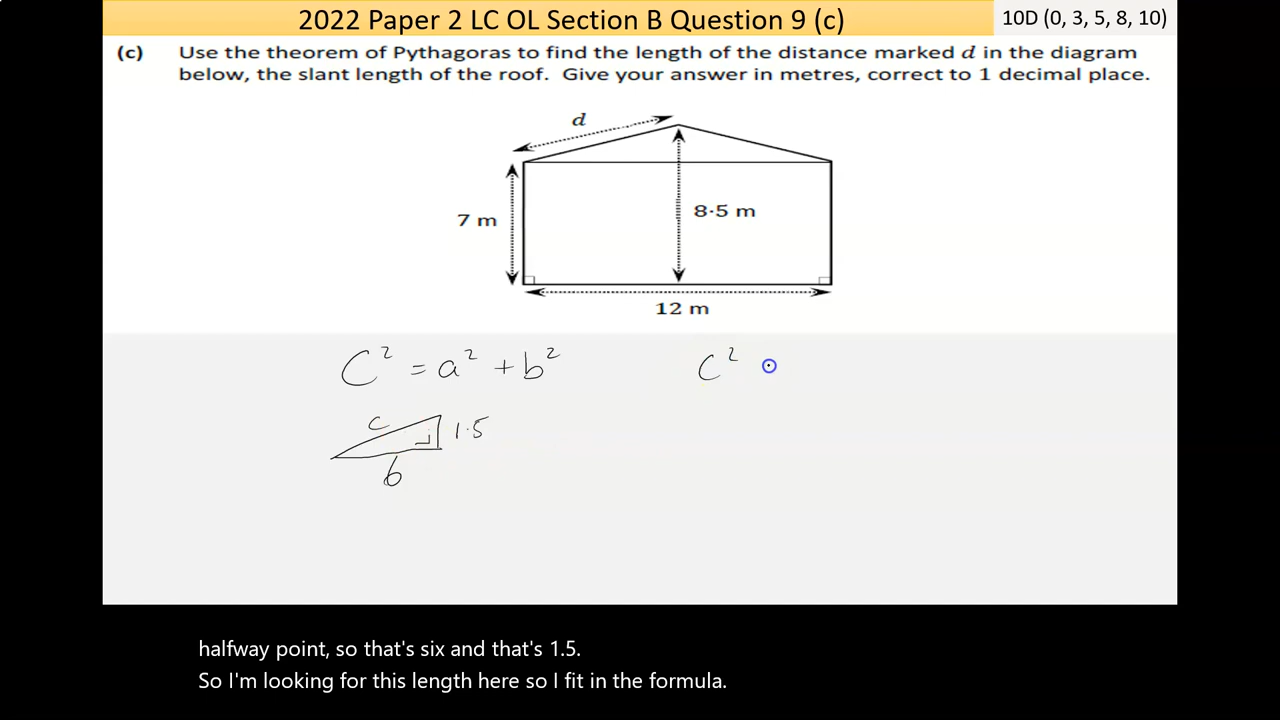 2022 Paper 2 LC OL Section B Question 9 (c)
10D (0, 3, 5, 8, 10)
(c) Use the theorem of Pythagoras to find the length of the distance marked d in the diagram
below, the slant length of the roof. Give your answer in metres, correct to 1 decimal place.
d
7 m
8·5 m
12 m
C² = a² + b²
c²
c
1.5
6
halfway point, so that's six and that's 1.5.
So I'm looking for this length here so I fit in the formula.